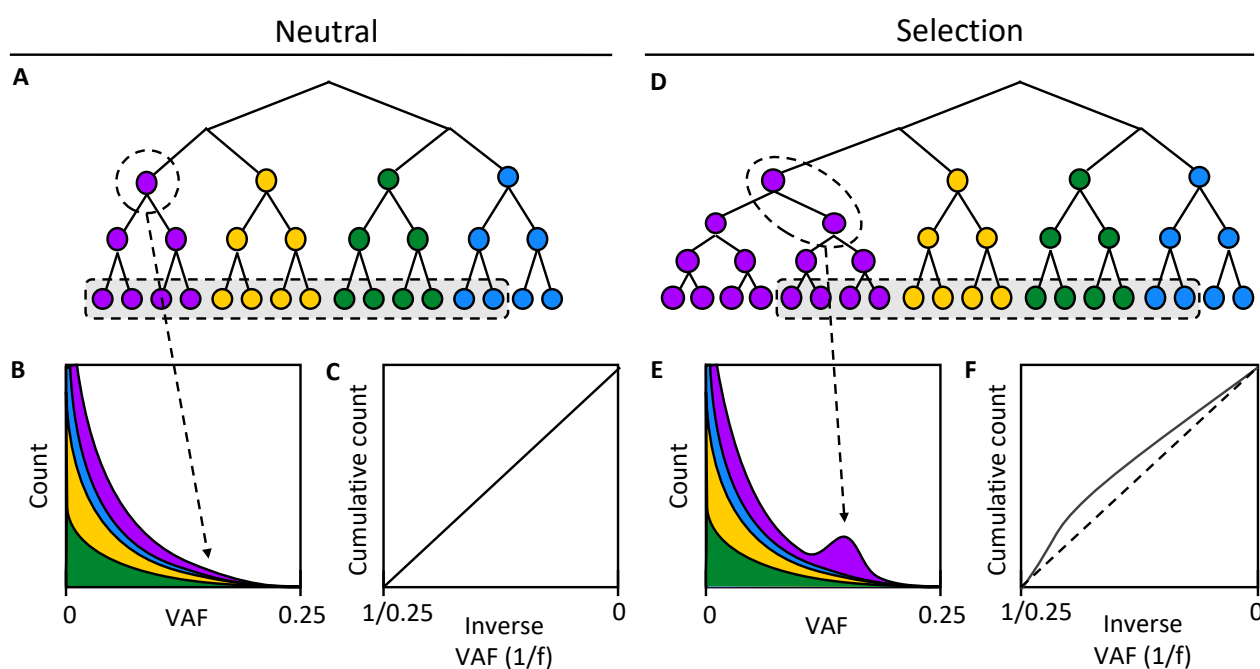 Neutral
Selection
A
D
B
C
E
F
Count
0
VAF
0.25
Cumulative count
1/0.25
Inverse
VAF (1/f)
0
Count
0
VAF
0.25
Cumulative count
1/0.25
Inverse
VAF (1/f)
0